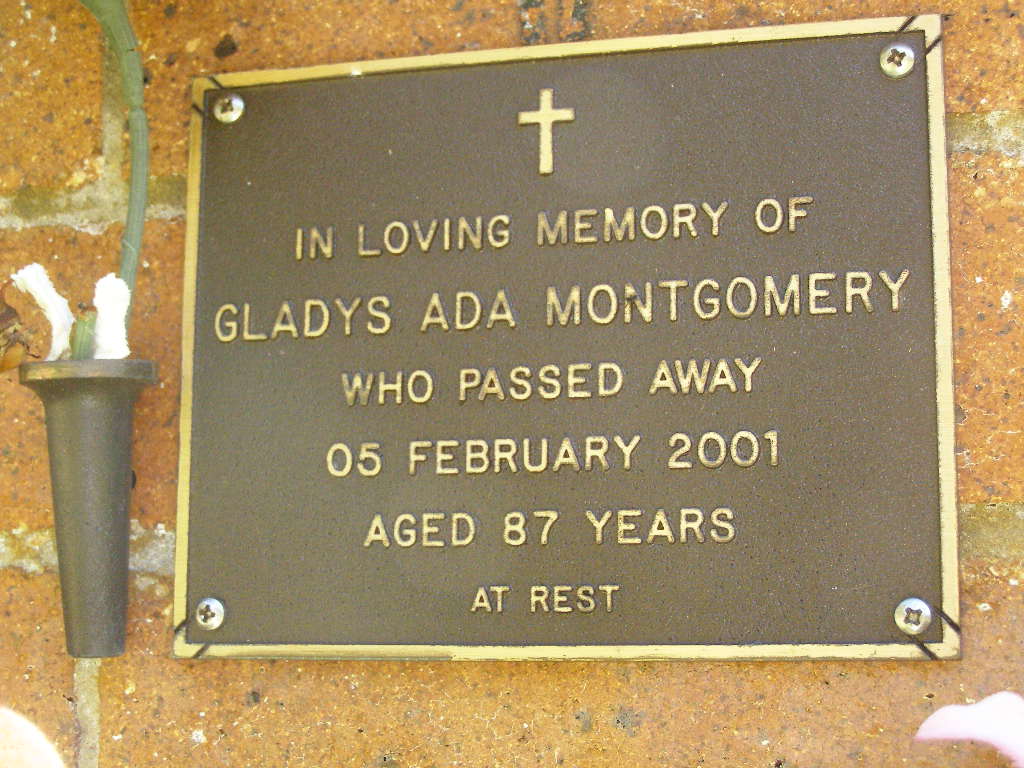 IN LOVING MEMORY OF
GLADYS ADA MONTGOMERY
WHO PASSED AWAY
05 FEBRUARY 2001
AGED 87 YEARS
AT REST